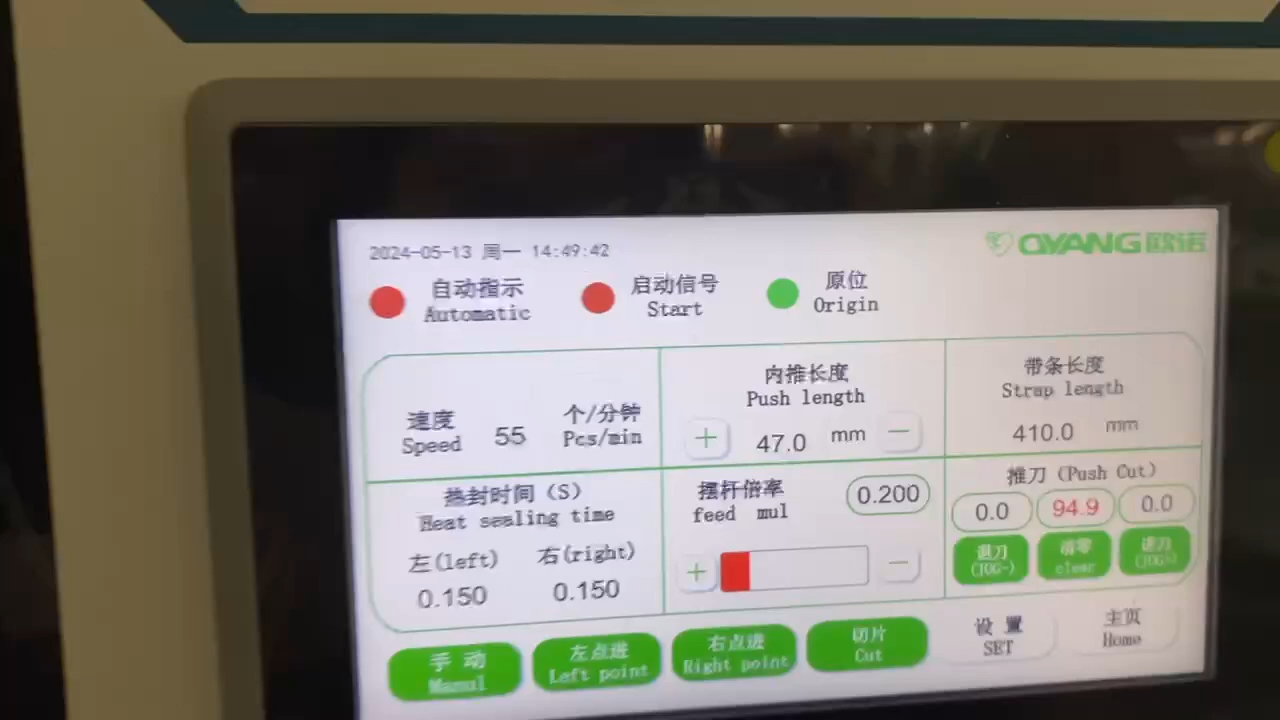 2024-05-13 周一 14:49:42
OYANG欧诺
自动指示
Automatic
启动信号
Start
原位
Origin
速度
Speed
55
个/分钟
Pcs/min
内推长度
Push length
+ 47.0 mm −
带条长度
Strap length
410.0 mm
热封时间（S）
Heat sealing time
左(left)
0.150
右(right)
0.150
摆杆倍率
feed mul
0.200
+ −
推刀（Push Cut）
0.0 94.9 0.0
退刀
(JOG-)
清零
clear
进刀
(JOG+)
手 动
Manul
左点进
Left point
右点进
Right point
切片
Cut
设 置
SET
主页
Home